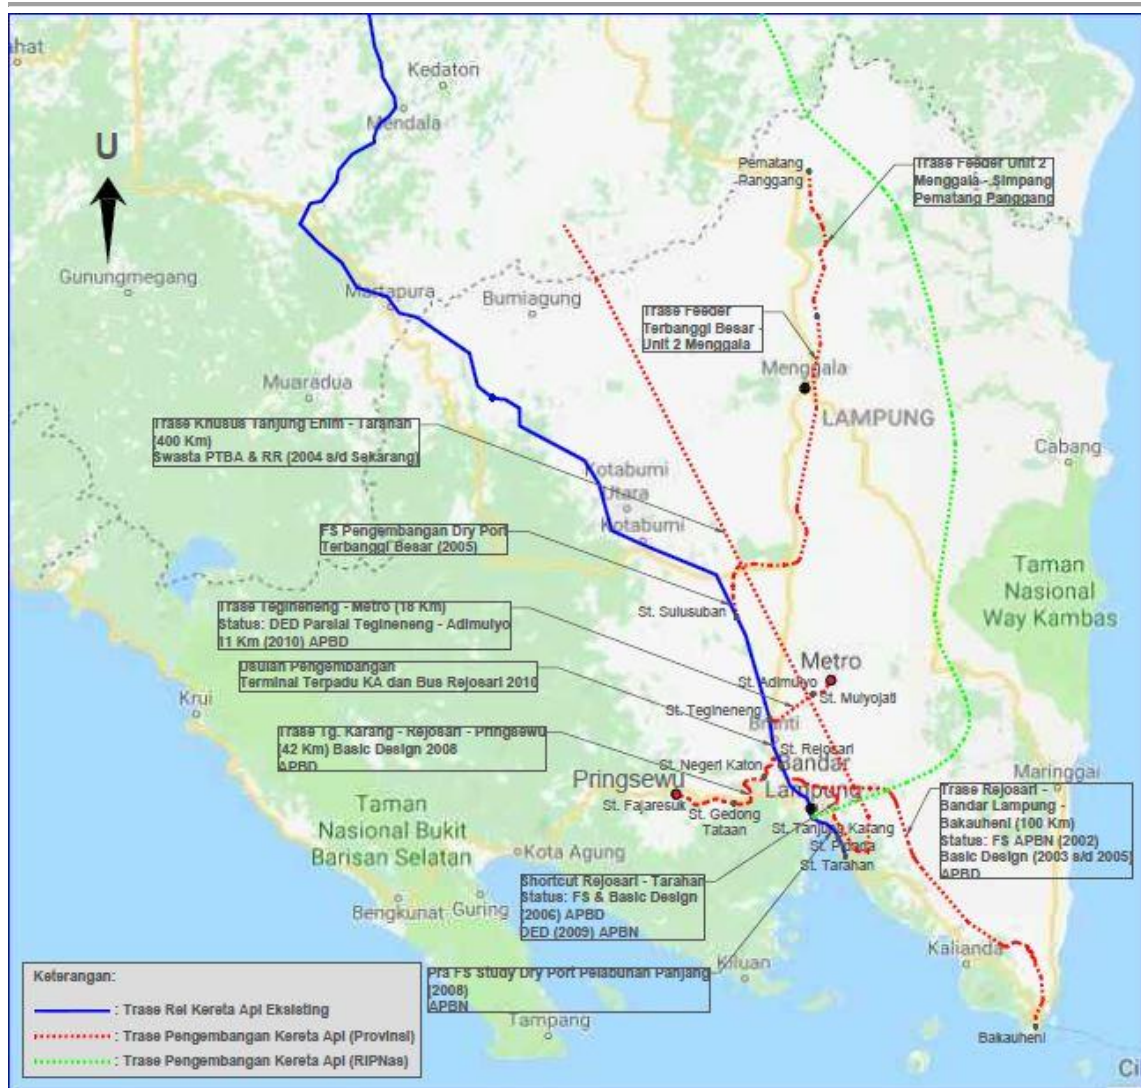 ahat
Kedaton
Mendala
U
Pematang
Panggang
Trase Feeder Unit 2
Menggala - Simpang
Pematang Panggang
Gunungmegang
Martapura
Bumiagung
Trase Feeder
Terbanggi Besar -
Unit 2 Menggala
Muaradua
Menggala
LAMPUNG
Trase Khusus Tanjung Enim - Tarahan
(400 Km)
Swasta PTBA & RR (2004 s/d Sekarang)
Cabang
Kotabumi
Utara
Kotabumi
FS Pengembangan Dry Port
Terbanggi Besar (2005)
Taman
Nasional
Way Kambas
Trase Tegineneng - Metro (18 Km)
Status: DED Parsial Tegineneng - Adimulyo
11 Km (2010) APBD
St. Sulusuban
Metro
Usulan Pengembangan
Terminal Terpadu KA dan Bus Rejosari 2010
St. Adimulyo
St. Mulyojati
Krui
St. Tegineneng
Branti
Trase Tg. Karang - Rejosari - Pringsewu
(42 Km) Basic Design 2008
APBD
St. Rejosari
St. Negeri Katon
Bandar
Lampung
Maringgai
Pringsewu
St. Fajaresuk
St. Gedong
Tataan
Trase Rejosari -
Bandar Lampung -
Bakauheni (100 Km)
Status: FS APBN (2002)
Basic Design (2003 s/d 2005)
APBD
Taman
Nasional Bukit
Barisan Selatan
St. Tanjung Karang
St. Pidada
St. Tarahan
Kota Agung
Shortcut Rejosari - Tarahan
Status: FS & Basic Design
(2006) APBD
DED (2009) APBN
Bengkunat
Guring
Kalianda
Kiluan
Pra FS Study Dry Port Pelabuhan Panjang
(2008)
APBN
Tampang
Bakauheni
Keterangan:
: Trase Rel Kereta Api Eksisting
: Trase Pengembangan Kereta Api (Provinsi)
: Trase Pengembangan Kereta Api (RIPNas)
Ci